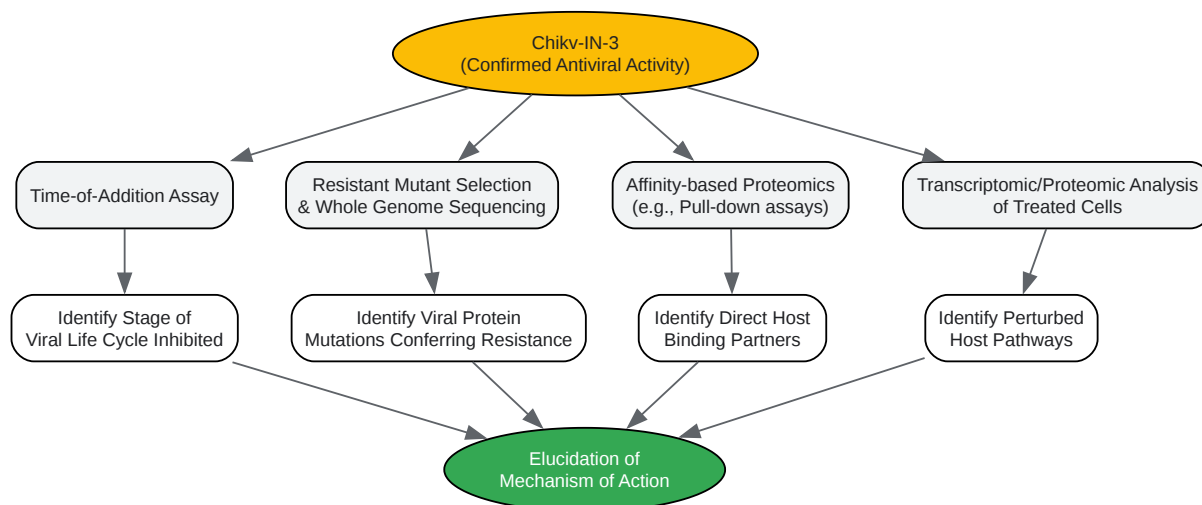 Chikv-IN-3
(Confirmed Antiviral Activity)
Time-of-Addition Assay
Resistant Mutant Selection
& Whole Genome Sequencing
Affinity-based Proteomics
(e.g., Pull-down assays)
Transcriptomic/Proteomic Analysis
of Treated Cells
Identify Stage of
Viral Life Cycle Inhibited
Identify Viral Protein
Mutations Conferring Resistance
Identify Direct Host
Binding Partners
Identify Perturbed
Host Pathways
Elucidation of
Mechanism of Action